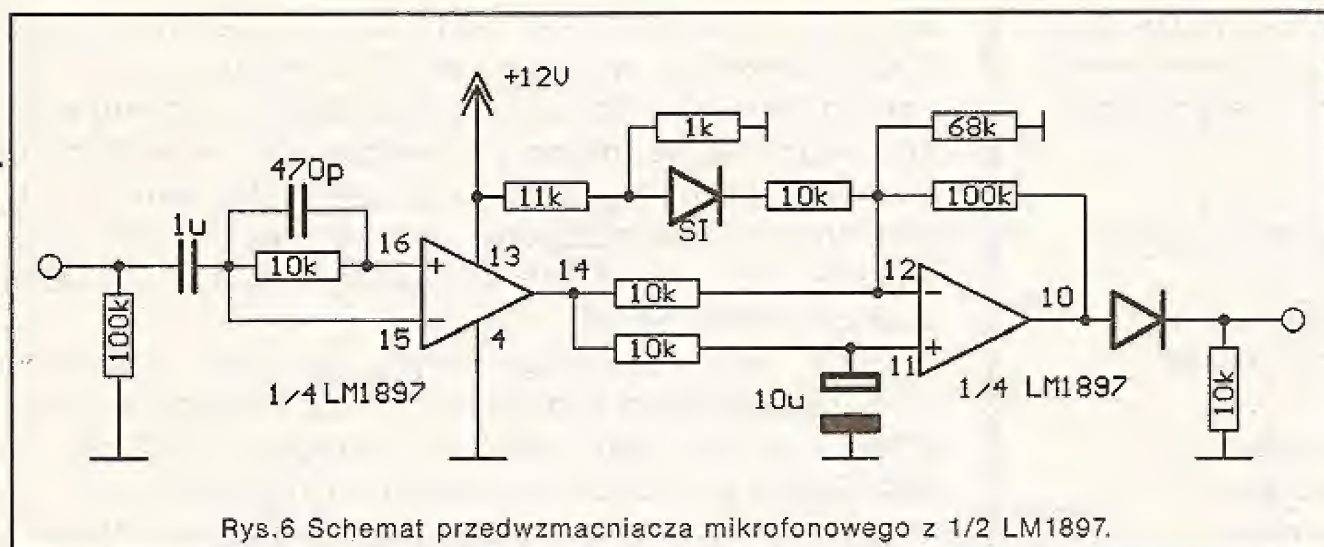 +12V
1k
68k
470p
11k
SI
10k
100k
1u
10k
16
13
14
10k
12
10
100k
15
4
10k
11
1/4 LM1897
10u
1/4 LM1897
10k
Rys.6 Schemat przedwzmacniacza mikrofonowego z 1/2 LM1897.